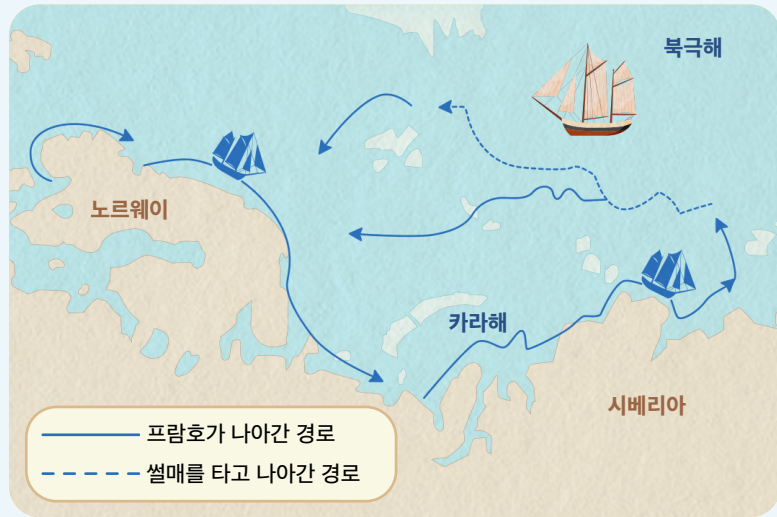 북극해
노르웨이
카라해
시베리아
프람호가 나아간 경로
썰매를 타고 나아간 경로